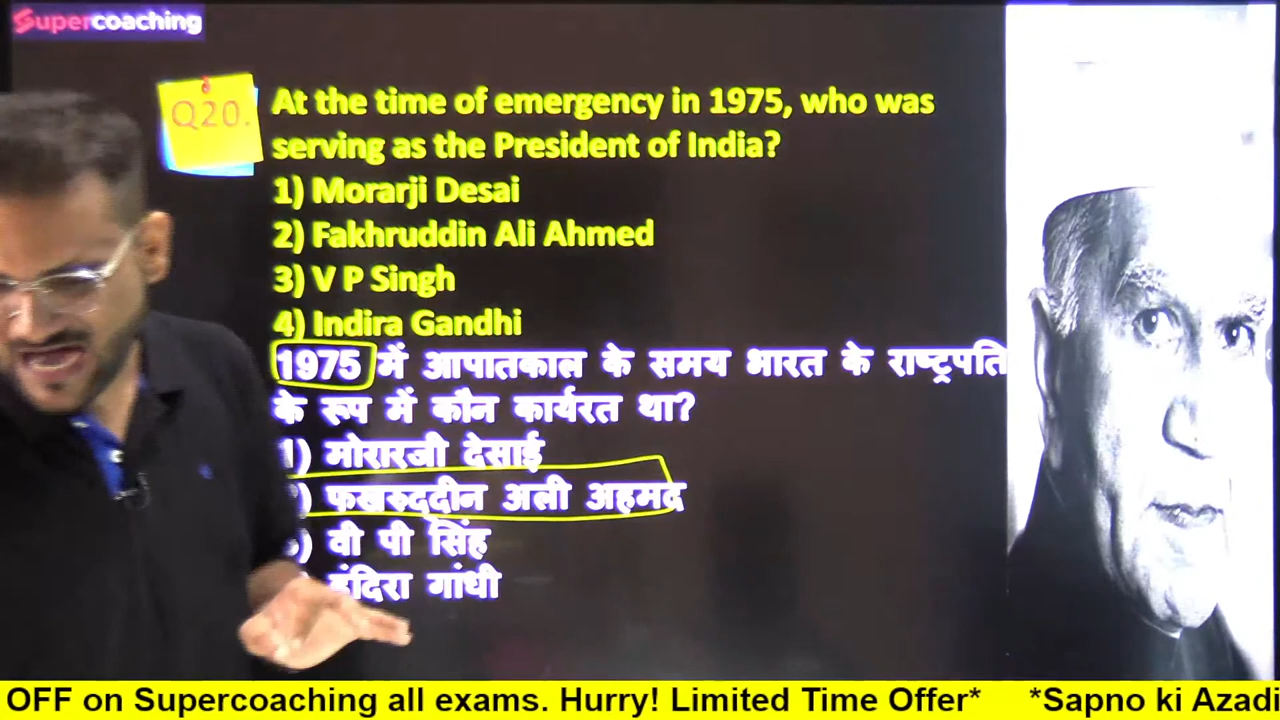 Supercoaching
Q20.
At the time of emergency in 1975, who was
serving as the President of India?
1) Morarji Desai
2) Fakhruddin Ali Ahmed
3) V P Singh
4) Indira Gandhi
1975 में आपातकाल के समय भारत के राष्ट्रपति
के रूप में कौन कार्यरत था?
1) मोरारजी देसाई
) फखरुद्दीन अली अहमद
) वी पी सिंह
इंदिरा गांधी
OFF on Supercoaching all exams. Hurry! Limited Time Offer* *Sapno ki Azadi